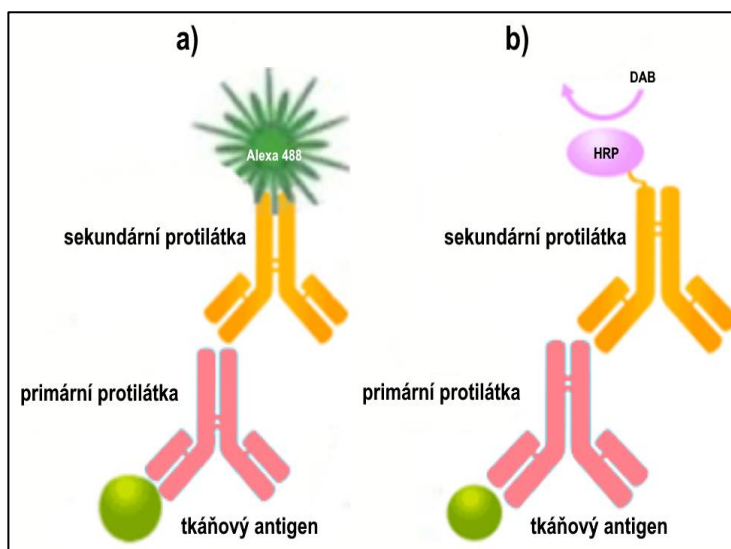 a)
Alexa 488
sekundární protilátka
primární protilátka
tkáňový antigen
b)
DAB
HRP
sekundární protilátka
primární protilátka
tkáňový antigen